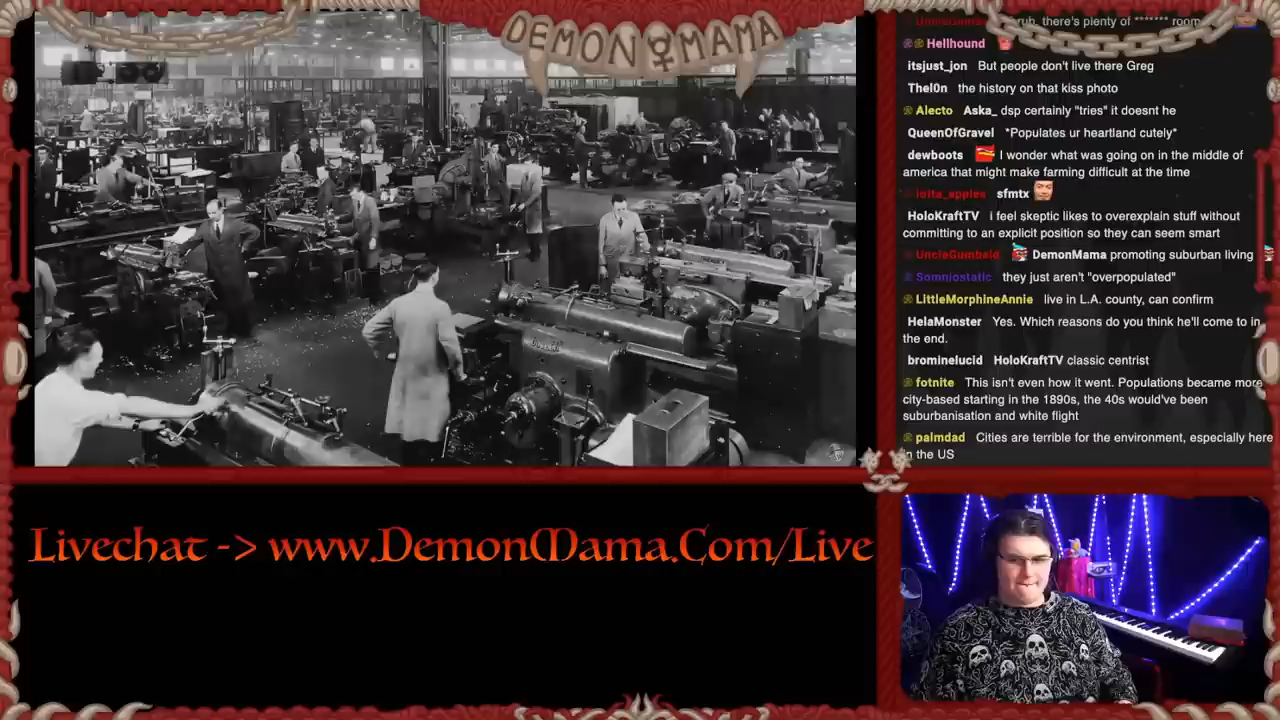 DEMON MAMA
rub, there's plenty of ******* room
Hellhound
itsjust_jon But people don't live there Greg
Thel0n the history on that kiss photo
Alecto Aska_ dsp certainly "tries" it doesnt he
QueenOfGravel *Populates ur heartland cutely*
dewboots I wonder what was going on in the middle of
america that might make farming difficult at the time
lotta_apples sfmtx
HoloKraftTV i feel skeptic likes to overexplain stuff without
committing to an explicit position so they can seem smart
UncleGumbald DemonMama promoting suburban living
Somniostatic they just aren't "overpopulated"
LittleMorphineAnnie live in L.A. county, can confirm
HelaMonster Yes. Which reasons do you think he'll come to in
the end.
brominelucid HoloKraftTV classic centrist
fotnite This isn't even how it went. Populations became more
city-based starting in the 1890s, the 40s would've been
suburbanisation and white flight
palmdad Cities are terrible for the environment, especially here
in the US
Livechat -> www.DemonMama.Com/Live